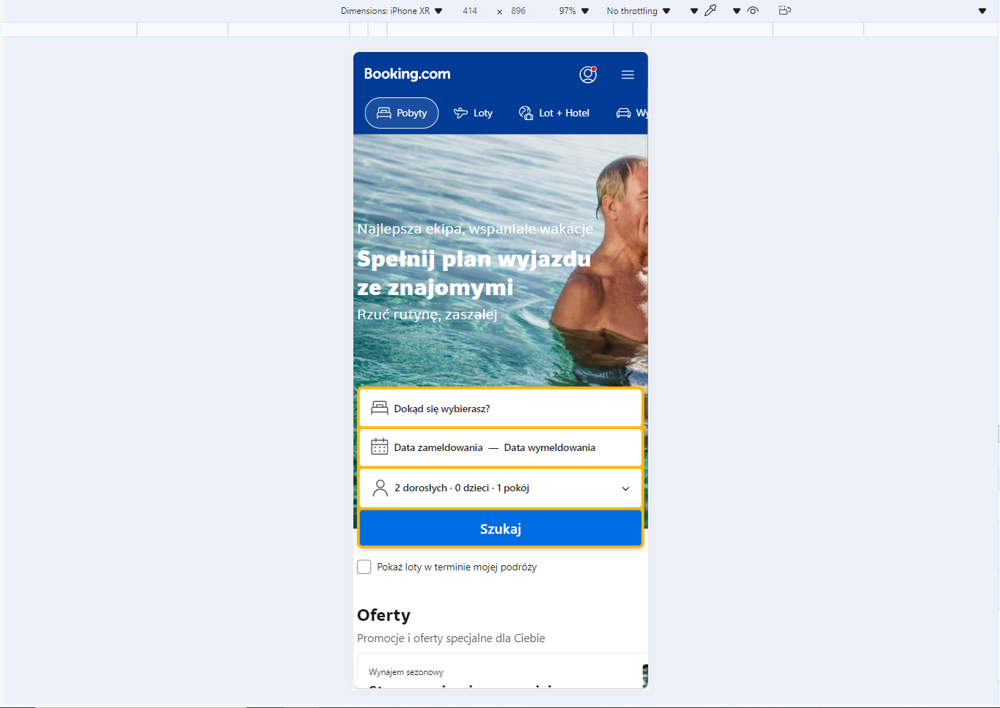 Dimensions: iPhone XR 414 x 896 97% No throttling
Booking.com
Pobyty Loty Lot + Hotel
Najlepsza ekipa, wspaniałe wakacje
Spełnij plan wyjazdu
ze znajomymi
Rzuć rutynę, zaszalej
Dokąd się wybierasz?
Data zameldowania — Data wymeldowania
2 dorosłych · 0 dzieci · 1 pokój
Szukaj
Pokaż loty w terminie mojej podróży
Oferty
Promocje i oferty specjalne dla Ciebie
Wynajem sezonowy